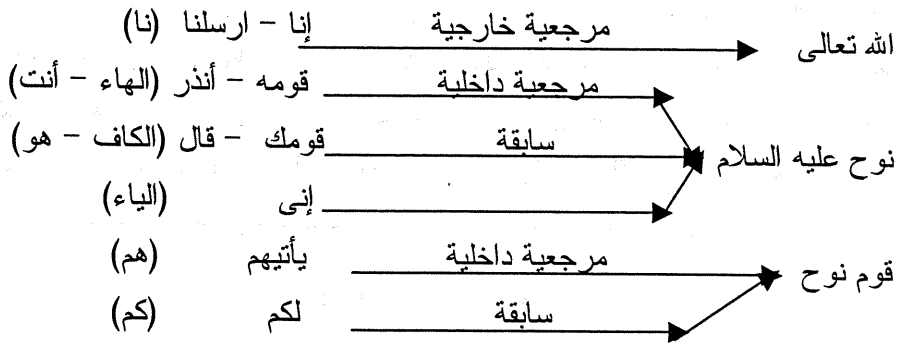 الله تعالى مرجعية خارجية إنا – ارسلنا (نا)
مرجعية داخلية قومه – أنذر (الهاء – أنت)
نوح عليه السلام سابقة قومك – قال (الكاف – هو)
إنى (الياء)
قوم نوح مرجعية داخلية يأتيهم (هم)
سابقة لكم (كم)